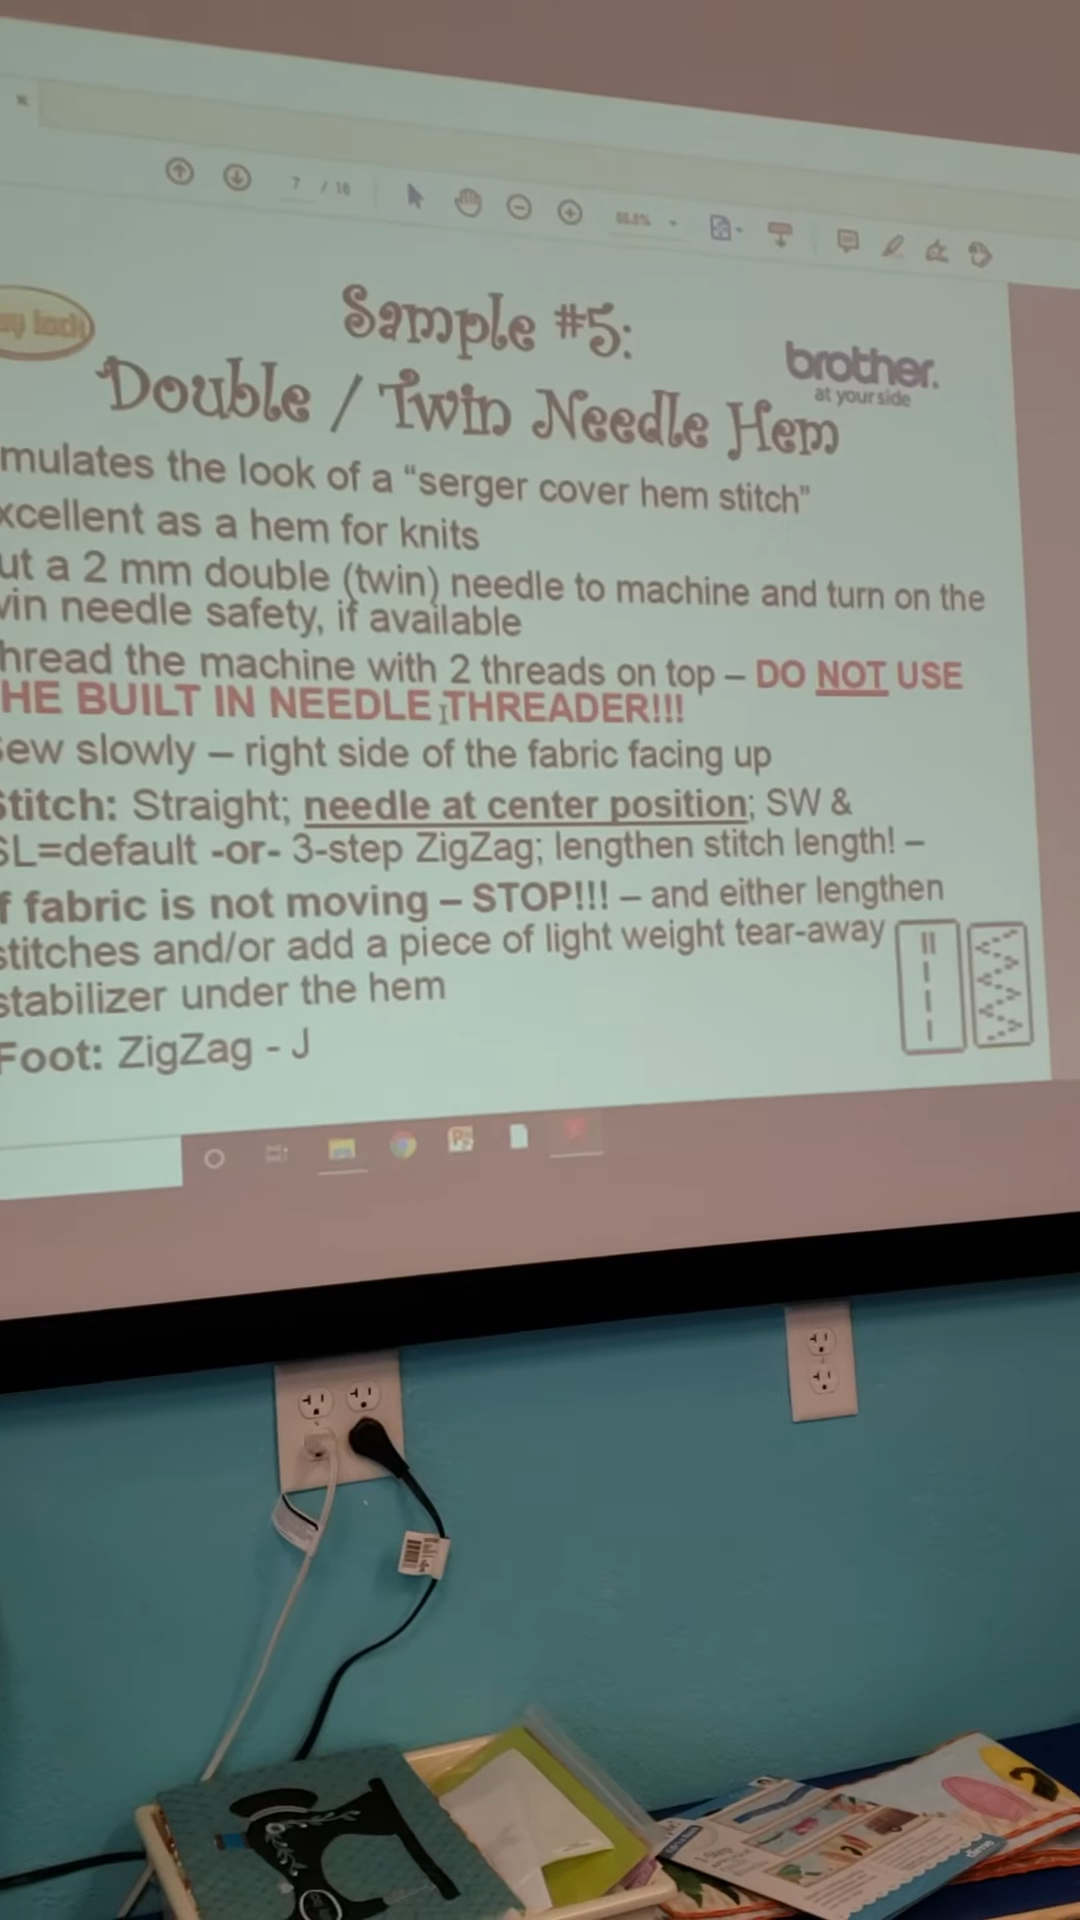 7 / 16
Sample #5:
brother.
at your side
Double / Twin Needle Hem
mulates the look of a “serger cover hem stitch”
xcellent as a hem for knits
ut a 2 mm double (twin) needle to machine and turn on the
in needle safety, if available
hread the machine with 2 threads on top – DO NOT USE
HE BUILT IN NEEDLE THREADER!!!
ew slowly – right side of the fabric facing up
Stitch: Straight; needle at center position; SW &
SL=default -or- 3-step ZigZag; lengthen stitch length! –
f fabric is not moving – STOP!!! – and either lengthen
stitches and/or add a piece of light weight tear-away
stabilizer under the hem
Foot: ZigZag - J